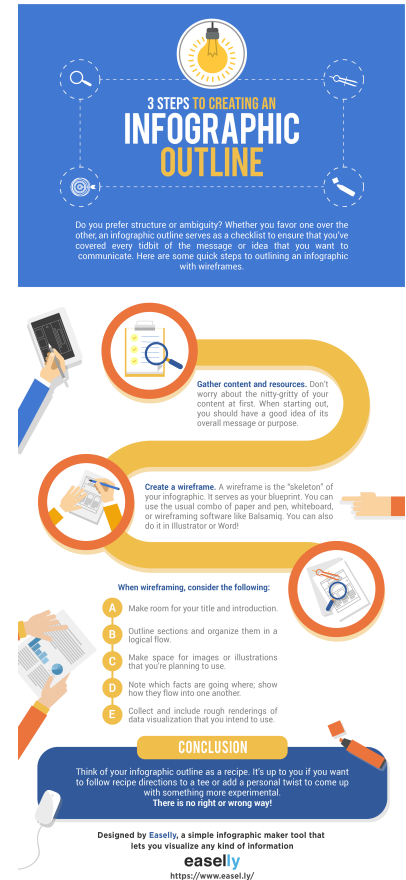 3 STEPS TO CREATING AN
INFOGRAPHIC
OUTLINE
Do you prefer structure or ambiguity? Whether you favor one over the
other, an infographic outline serves as a checklist to ensure that you've
covered every tidbit of the message or idea that you want to
communicate. Here are some quick steps to outlining an infographic
with wireframes.
Gather content and resources. Don't
worry about the nitty-gritty of your
content at first. When starting out,
you should have a good idea of its
overall message or purpose.
Create a wireframe. A wireframe is the "skeleton" of
your infographic. It serves as your blueprint. You can
use the usual combo of paper and pen, whiteboard,
or wireframing software like Balsamiq. You can also
do it in Illustrator or Word!
When wireframing, consider the following:
A Make room for your title and introduction.
B Outline sections and organize them in a
logical flow.
C Make space for images or illustrations
that you're planning to use.
D Note which facts are going where; show
how they flow into one another.
E Collect and include rough renderings of
data visualization that you intend to use.
CONCLUSION
Think of your infographic outline as a recipe. It's up to you if you want
to follow recipe directions to a tee or add a personal twist to come up
with something more experimental.
There is no right or wrong way!
Designed by Easelly, a simple infographic maker tool that
lets you visualize any kind of information
easelly
https://www.easel.ly/